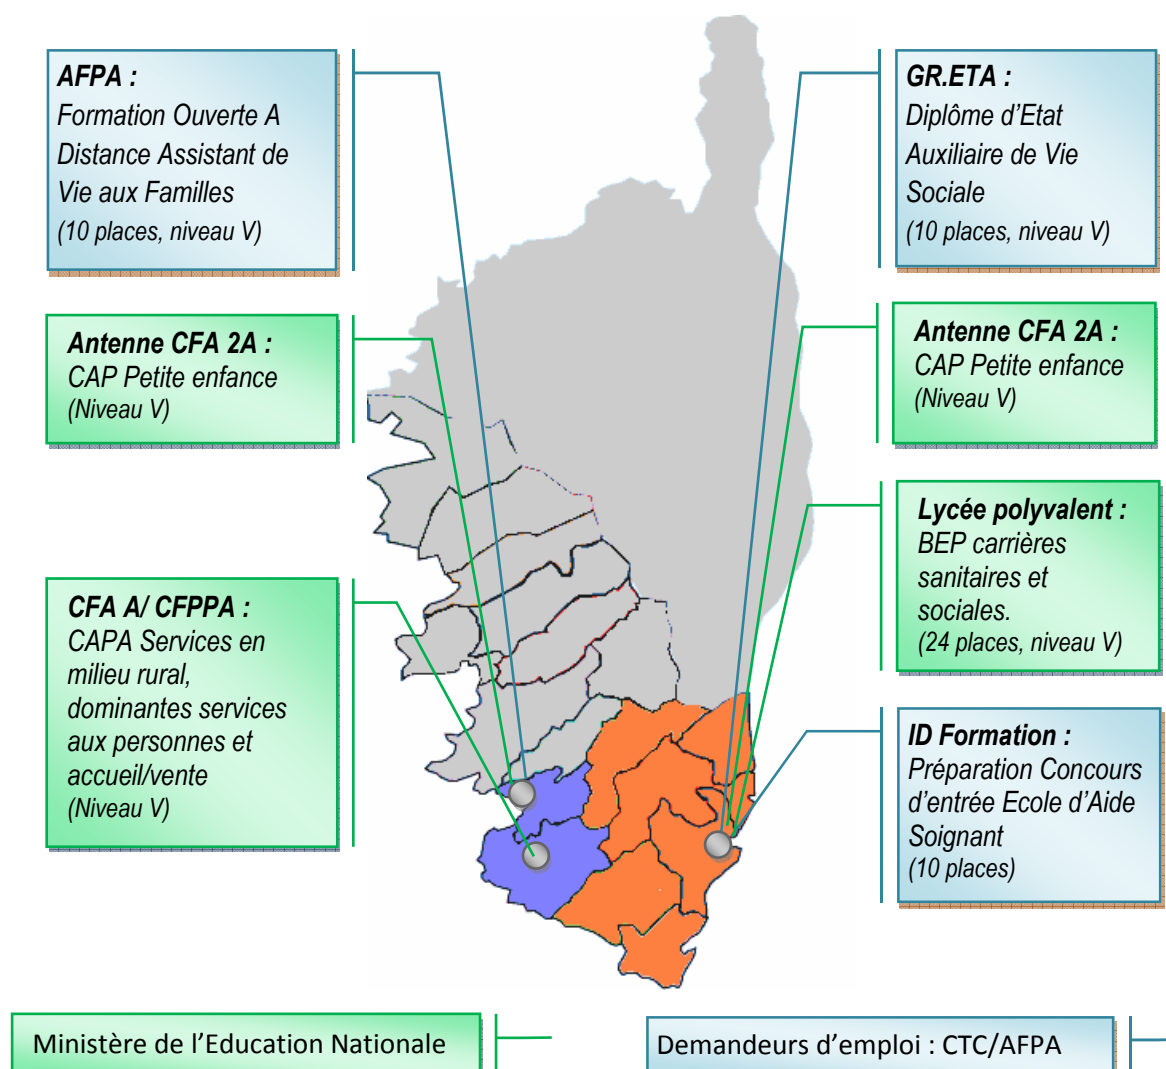 AFPA :
Formation Ouverte A
Distance Assistant de
Vie aux Familles
(10 places, niveau V)
Antenne CFA 2A :
CAP Petite enfance
(Niveau V)
CFA A/ CFPPA :
CAPA Services en
milieu rural,
dominantes services
aux personnes et
accueil/vente
(Niveau V)
GR.ETA :
Diplôme d’Etat
Auxiliaire de Vie
Sociale
(10 places, niveau V)
Antenne CFA 2A :
CAP Petite enfance
(Niveau V)
Lycée polyvalent :
BEP carrières
sanitaires et
sociales.
(24 places, niveau V)
ID Formation :
Préparation Concours
d’entrée Ecole d’Aide
Soignant
(10 places)
Ministère de l’Education Nationale
Demandeurs d’emploi : CTC/AFPA